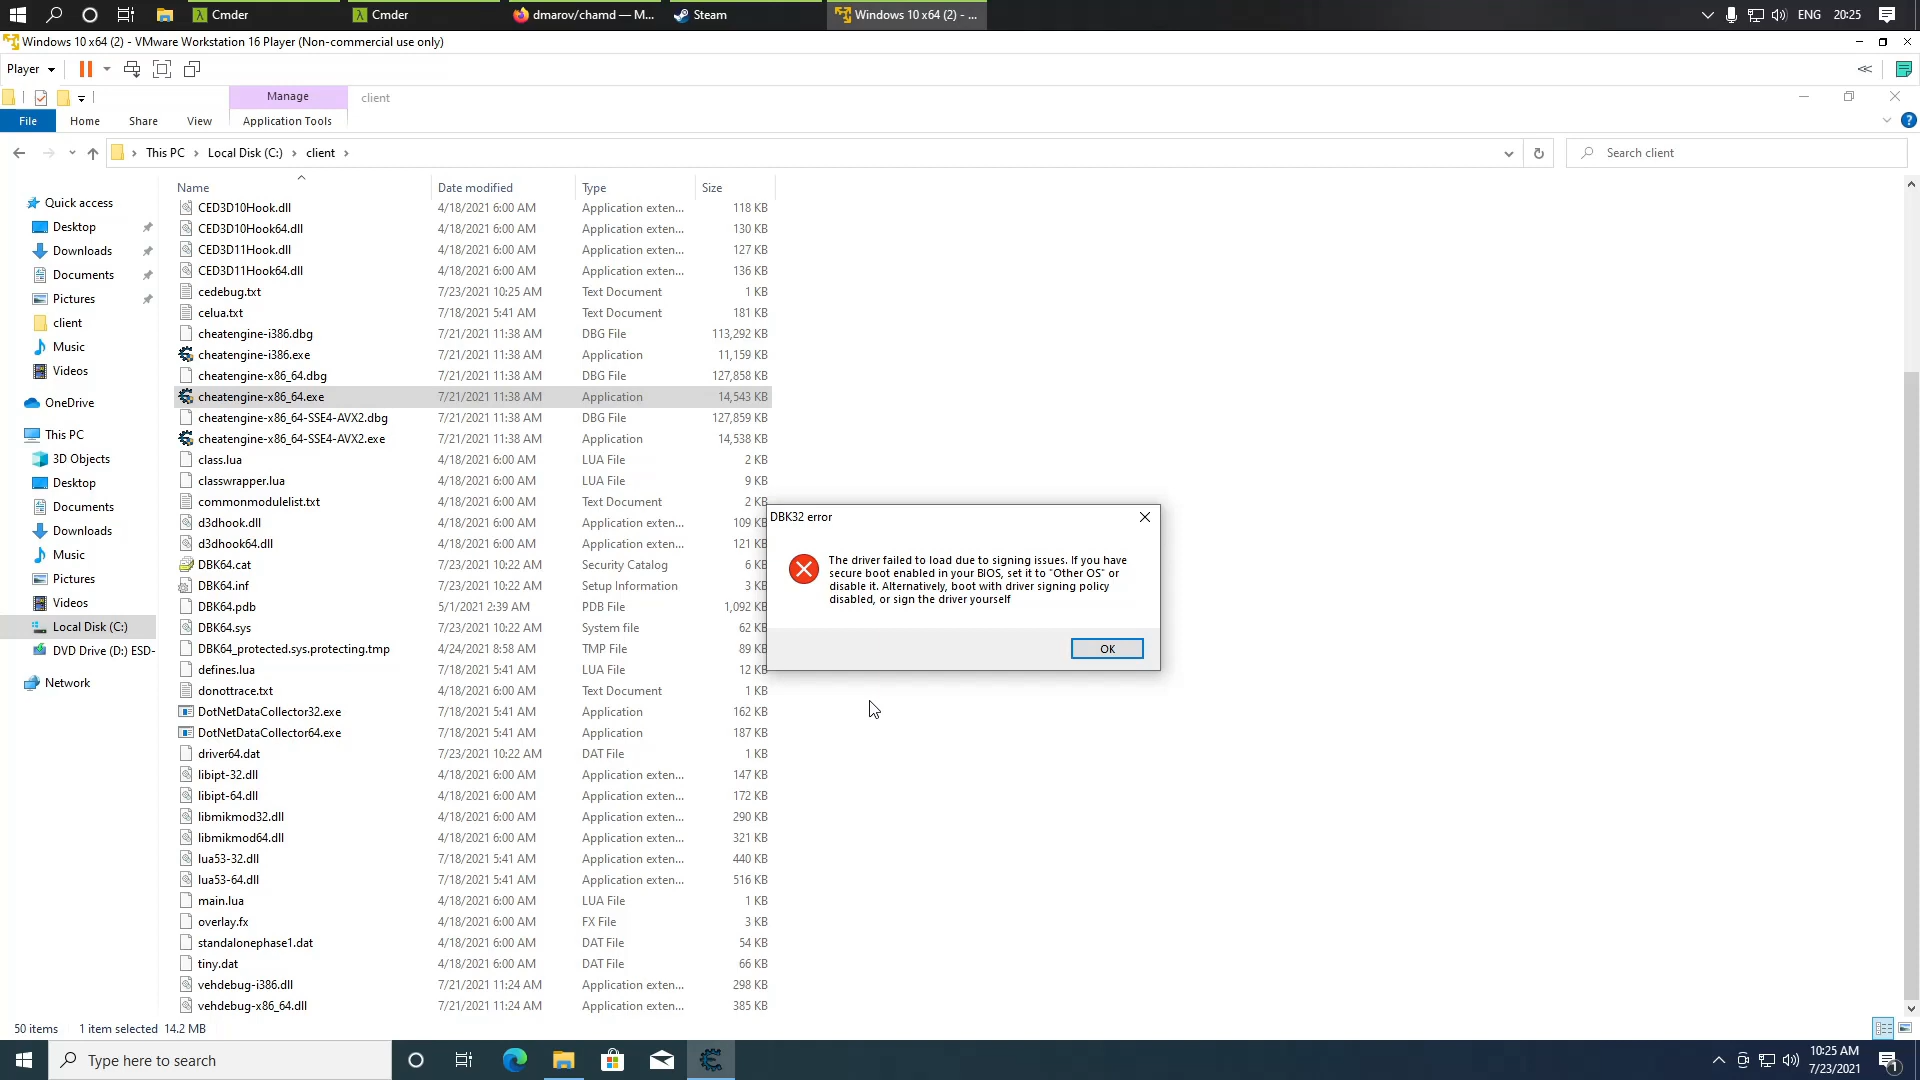 Cmder
Cmder
dmarov/chamd — M...
Steam
Windows 10 x64 (2) - ...
ENG
20:25
Windows 10 x64 (2) - VMware Workstation 16 Player (Non-commercial use only)
Player
Manage
client
File
Home
Share
View
Application Tools
This PC
Local Disk (C:)
client
Search client
Name
Date modified
Type
Size
Quick access
Desktop
Downloads
Documents
Pictures
client
Music
Videos
OneDrive
This PC
3D Objects
Desktop
Documents
Downloads
Music
Pictures
Videos
Local Disk (C:)
DVD Drive (D:) ESD-
Network
CED3D10Hook.dll 4/18/2021 6:00 AM Application exten... 118 KB
CED3D10Hook64.dll 4/18/2021 6:00 AM Application exten... 130 KB
CED3D11Hook.dll 4/18/2021 6:00 AM Application exten... 127 KB
CED3D11Hook64.dll 4/18/2021 6:00 AM Application exten... 136 KB
cedebug.txt 7/23/2021 10:25 AM Text Document 1 KB
celua.txt 7/18/2021 5:41 AM Text Document 181 KB
cheatengine-i386.dbg 7/21/2021 11:38 AM DBG File 113,292 KB
cheatengine-i386.exe 7/21/2021 11:38 AM Application 11,159 KB
cheatengine-x86_64.dbg 7/21/2021 11:38 AM DBG File 127,858 KB
cheatengine-x86_64.exe 7/21/2021 11:38 AM Application 14,543 KB
cheatengine-x86_64-SSE4-AVX2.dbg 7/21/2021 11:38 AM DBG File 127,859 KB
cheatengine-x86_64-SSE4-AVX2.exe 7/21/2021 11:38 AM Application 14,538 KB
class.lua 4/18/2021 6:00 AM LUA File 2 KB
classwrapper.lua 4/18/2021 6:00 AM LUA File 9 KB
commonmodulelist.txt 4/18/2021 6:00 AM Text Document 2 KB
d3dhook.dll 4/18/2021 6:00 AM Application exten... 109 KB
d3dhook64.dll 4/18/2021 6:00 AM Application exten... 121 KB
DBK64.cat 7/23/2021 10:22 AM Security Catalog 6 KB
DBK64.inf 7/23/2021 10:22 AM Setup Information 3 KB
DBK64.pdb 5/1/2021 2:39 AM PDB File 1,092 KB
DBK64.sys 7/23/2021 10:22 AM System file 62 KB
DBK64_protected.sys.protecting.tmp 4/24/2021 8:58 AM TMP File 89 KB
defines.lua 7/18/2021 5:41 AM LUA File 12 KB
donottrace.txt 4/18/2021 6:00 AM Text Document 1 KB
DotNetDataCollector32.exe 7/18/2021 5:41 AM Application 162 KB
DotNetDataCollector64.exe 7/18/2021 5:41 AM Application 187 KB
driver64.dat 7/23/2021 10:22 AM DAT File 1 KB
libipt-32.dll 4/18/2021 6:00 AM Application exten... 147 KB
libipt-64.dll 4/18/2021 6:00 AM Application exten... 172 KB
libmikmod32.dll 4/18/2021 6:00 AM Application exten... 290 KB
libmikmod64.dll 4/18/2021 6:00 AM Application exten... 321 KB
lua53-32.dll 7/18/2021 5:41 AM Application exten... 440 KB
lua53-64.dll 7/18/2021 5:41 AM Application exten... 516 KB
main.lua 4/18/2021 6:00 AM LUA File 1 KB
overlay.fx 4/18/2021 6:00 AM FX File 3 KB
standalonephase1.dat 4/18/2021 6:00 AM DAT File 54 KB
tiny.dat 4/18/2021 6:00 AM DAT File 66 KB
vehdebug-i386.dll 7/21/2021 11:24 AM Application exten... 298 KB
vehdebug-x86_64.dll 7/21/2021 11:24 AM Application exten... 385 KB
DBK32 error
The driver failed to load due to signing issues. If you have
secure boot enabled in your BIOS, set it to "Other OS" or
disable it. Alternatively, boot with driver signing policy
disabled, or sign the driver yourself
OK
50 items
1 item selected 14.2 MB
Type here to search
10:25 AM
7/23/2021
1